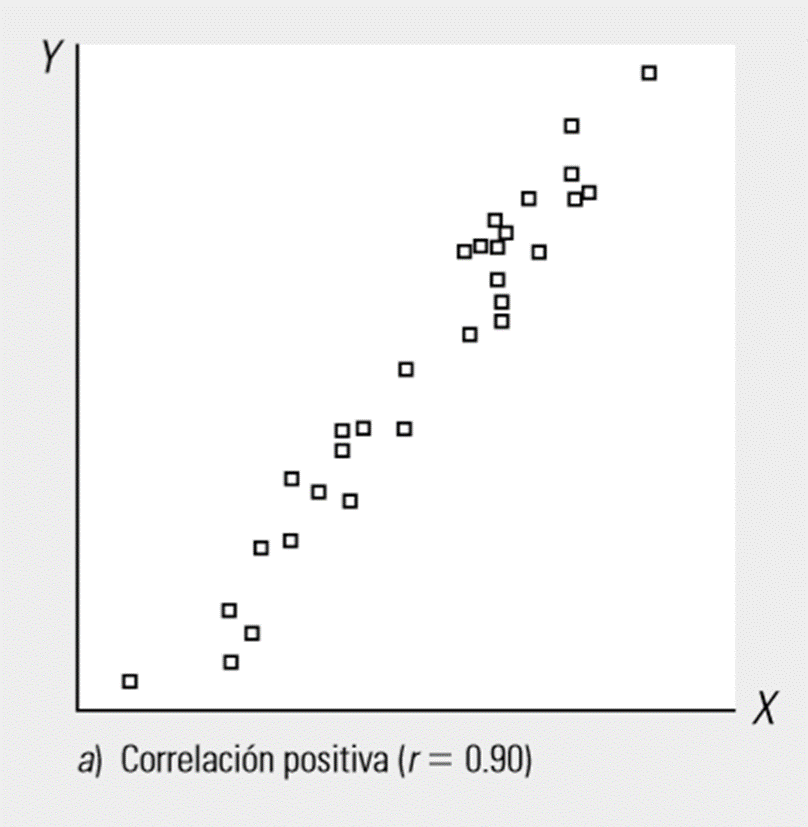 Y
X
a) Correlación positiva (r = 0.90)